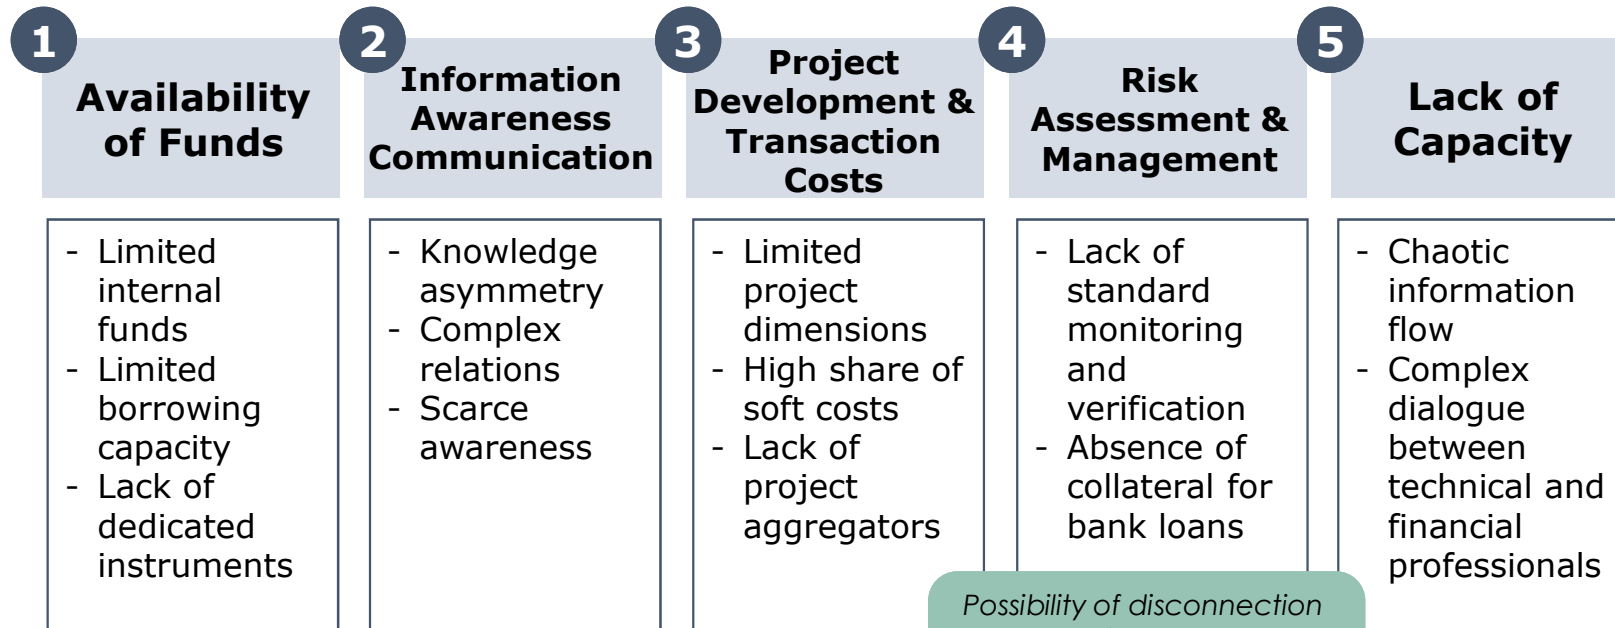 1
Availability
of Funds
- Limited
internal
funds
- Limited
borrowing
capacity
- Lack of
dedicated
instruments
2
Information
Awareness
Communication
- Knowledge
asymmetry
- Complex
relations
- Scarce
awareness
3
Project
Development &
Transaction
Costs
- Limited
project
dimensions
- High share of
soft costs
- Lack of
project
aggregators
4
Risk
Assessment &
Management
- Lack of
standard
monitoring
and
verification
- Absence of
collateral for
bank loans
5
Lack of
Capacity
- Chaotic
information
flow
- Complex
dialogue
between
technical and
financial
professionals
Possibility of disconnection